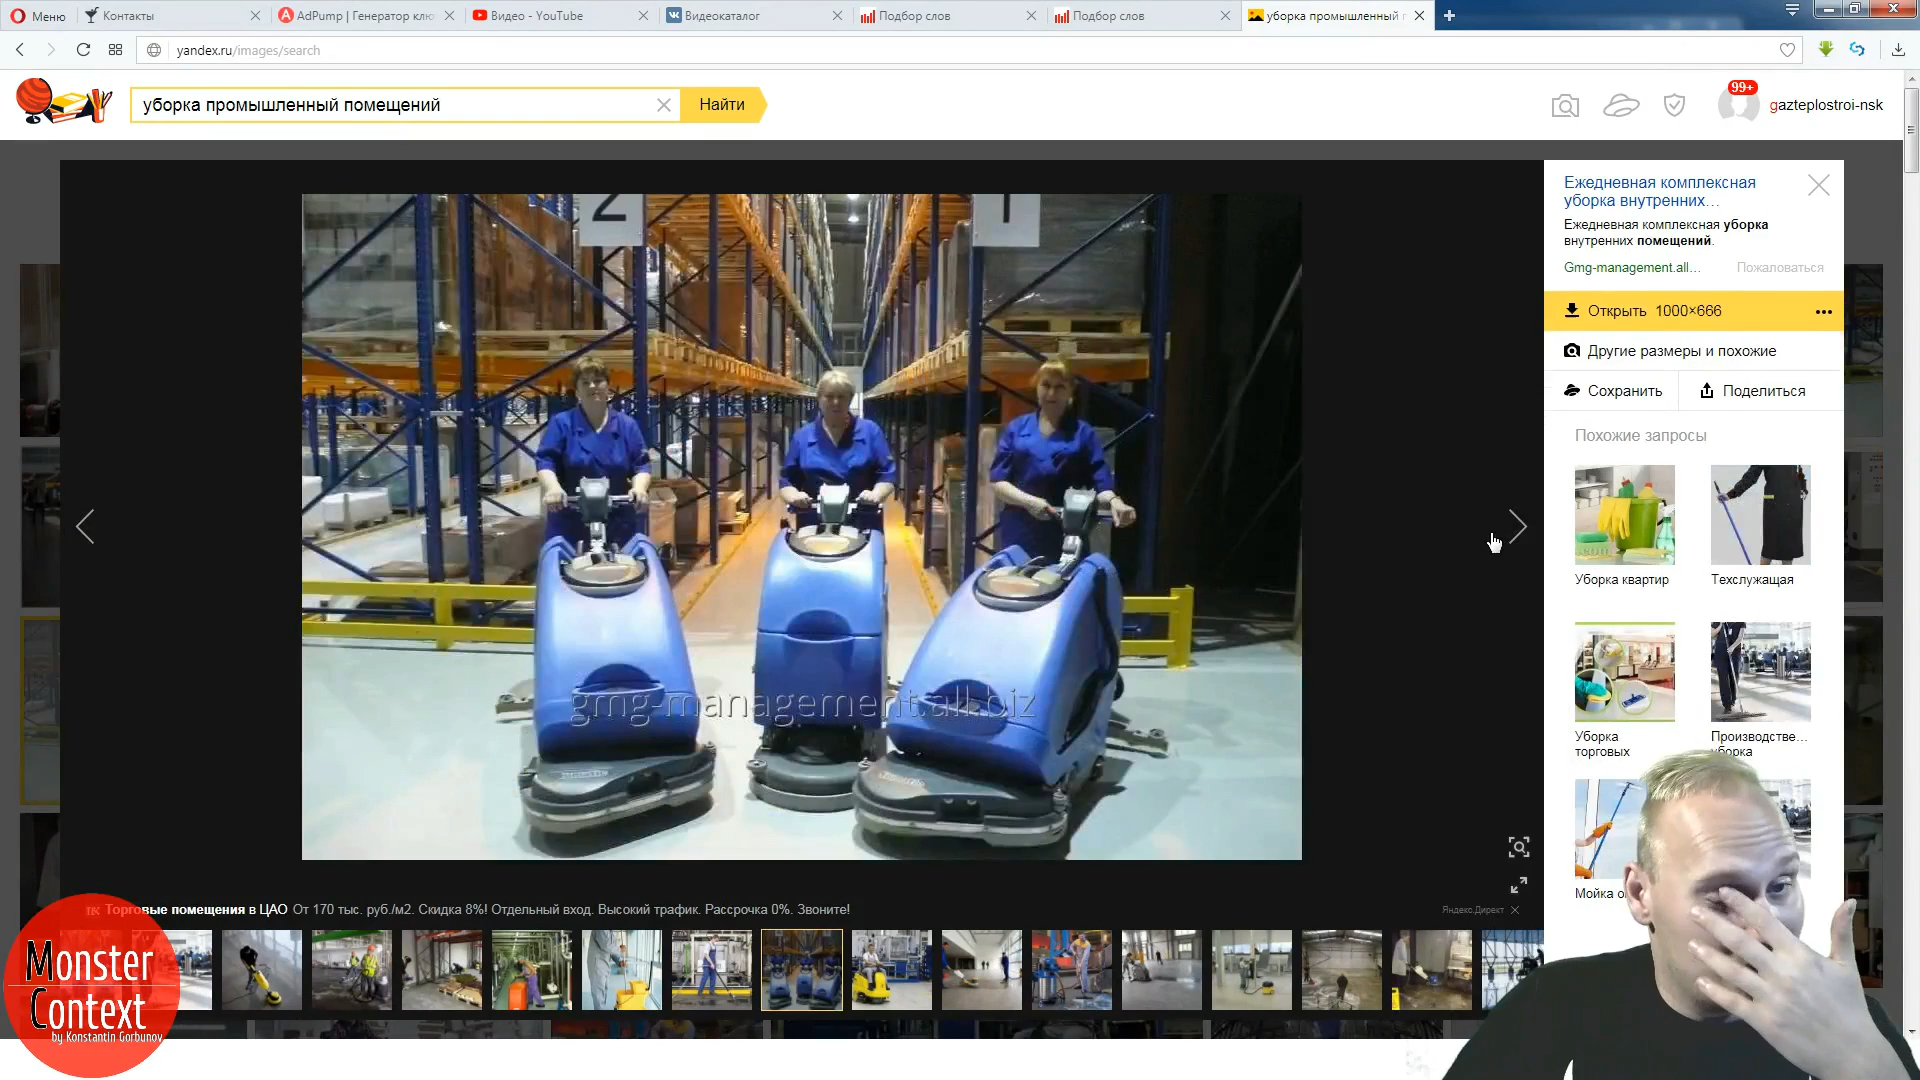 Меню
Контакты
AdPump | Генератор клю
Видео - YouTube
Видеокаталог
Подбор слов
Подбор слов
уборка промышленный
yandex.ru/images/search
уборка промышленный помещений
Найти
99+
gazteplostroi-nsk
2
1
gmg-management.all.biz
Ежедневная комплексная
уборка внутренних...
Ежедневная комплексная уборка
внутренних помещений.
Gmg-management.all...
Пожаловаться
Открыть 1000×666
Другие размеры и похожие
Сохранить
Поделиться
Похожие запросы
Уборка квартир
Техслужащая
Уборка
торговых
Производстве...
уборка
Мойка о
Торговые помещения в ЦАО От 170 тыс. руб./м2. Скидка 8%! Отдельный вход. Высокий трафик. Рассрочка 0%. Звоните!
Яндекс.Директ
Monster
Context
by Konstantin Gorbunov